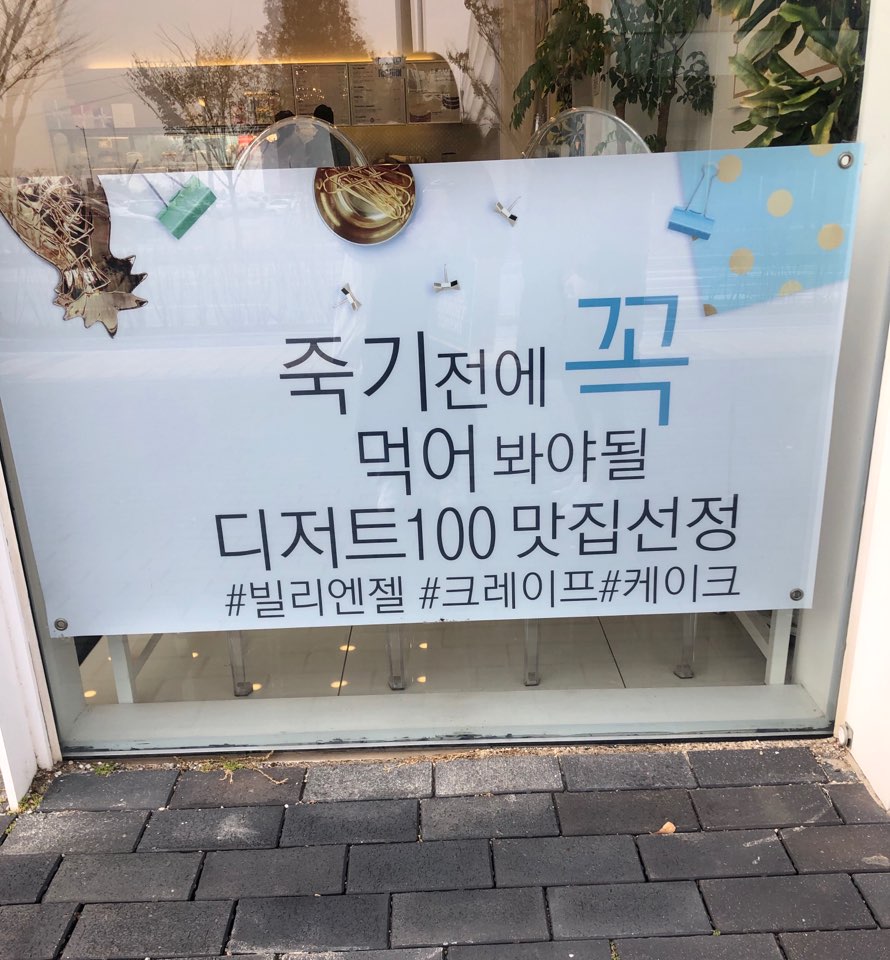 죽기전에 꼭
먹어 봐야될
디저트100 맛집선정
#빌리엔젤 #크레이프#케이크